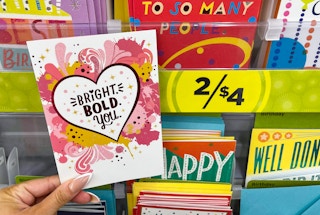 TO SO MANY
PEOPLE.
BRIGHT.
BOLD.
you.
2/$4
HAPPY
WELL DON